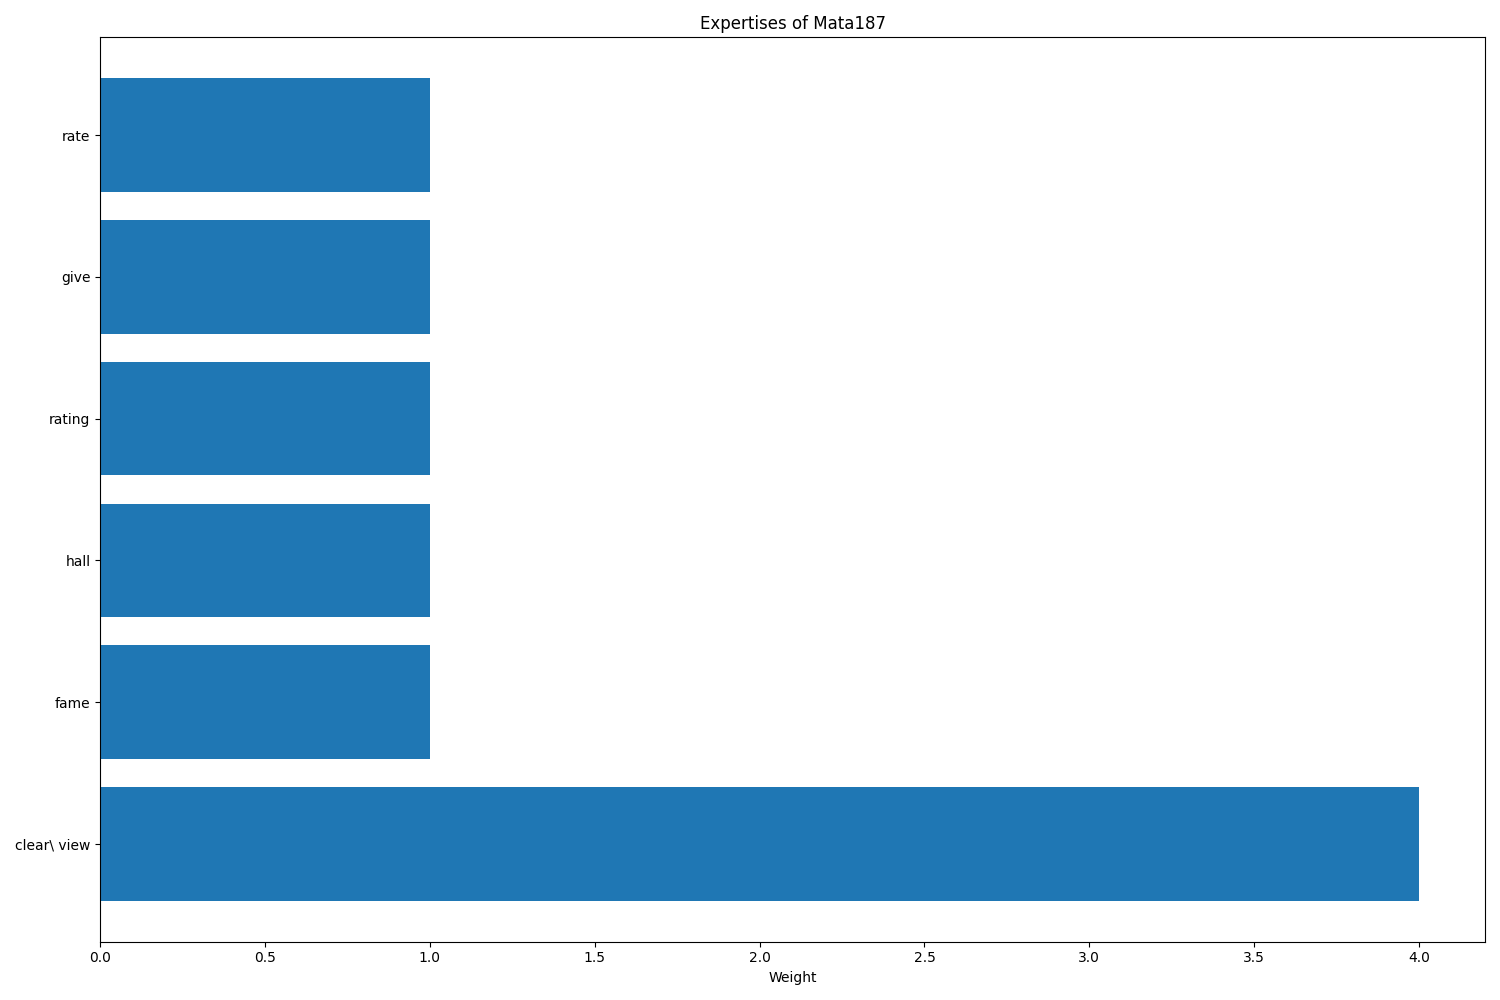 Expertises of Mata187
rate
give
rating
hall
fame
clear\ view
0.0 0.5 1.0 1.5 2.0 2.5 3.0 3.5 4.0
Weight